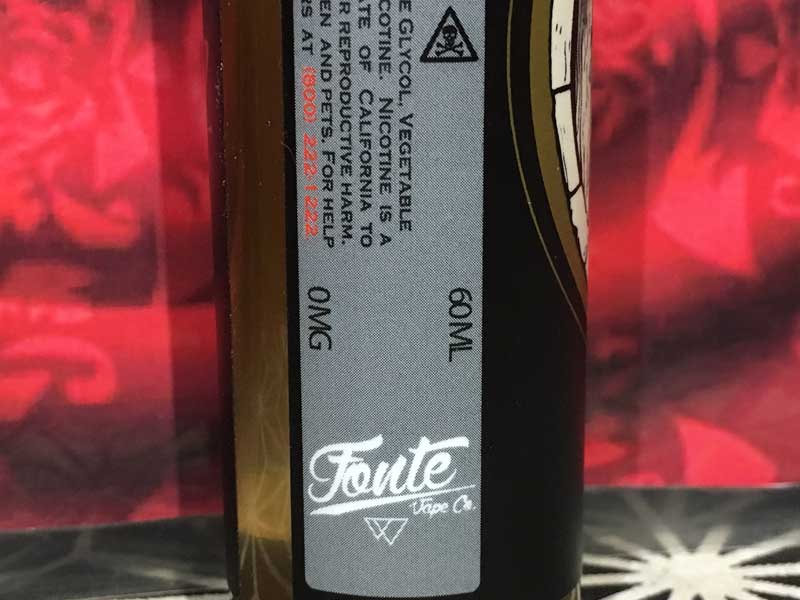 E GLYCOL, VEGETABLE
COTINE. NICOTINE IS A
ATE OF CALIFORNIA TO
R REPRODUCTIVE HARM.
EN AND PETS. FOR HELP
RS AT (800) 222-1222
60ML
0MG
Fonte
Vape Co.